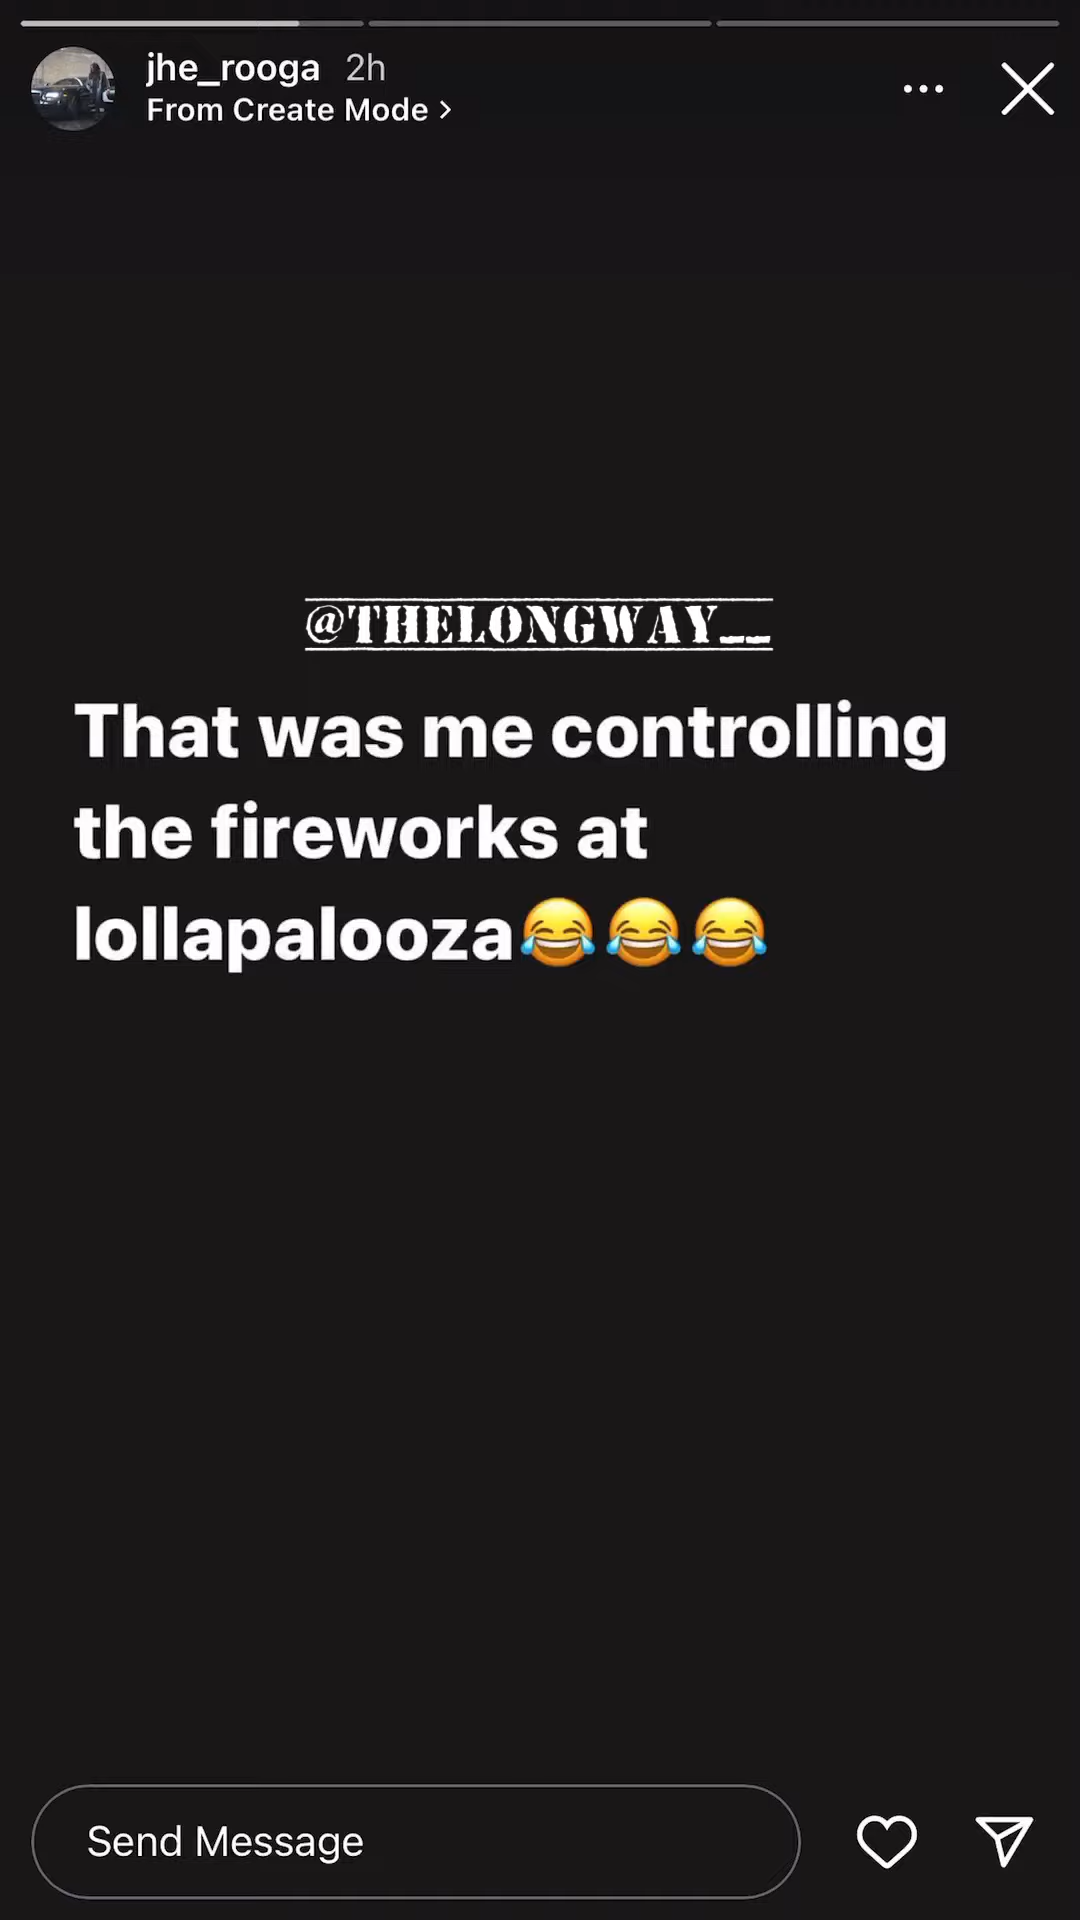 jhe_rooga 2h
From Create Mode >
@THELONGWAY__
That was me controlling
the fireworks at
lollapalooza😂😂😂
Send Message